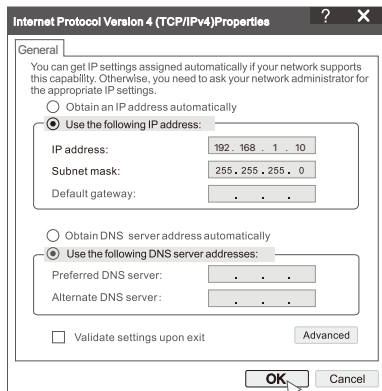 Internet Protocol Version 4 (TCP/IPv4)Properties ? X
General
You can get IP settings assigned automatically if your network supports
this capability. Otherwise, you need to ask your network administrator for
the appropriate IP settings.
Obtain an IP address automatically
Use the following IP address:
IP address: 192. 168 . 1 . 10
Subnet mask: 255. 255. 255. 0
Default gateway: . . .
Obtain DNS server address automatically
Use the following DNS server addresses:
Preferred DNS server: . . .
Alternate DNS server: . . .
Validate settings upon exit Advanced
OK Cancel